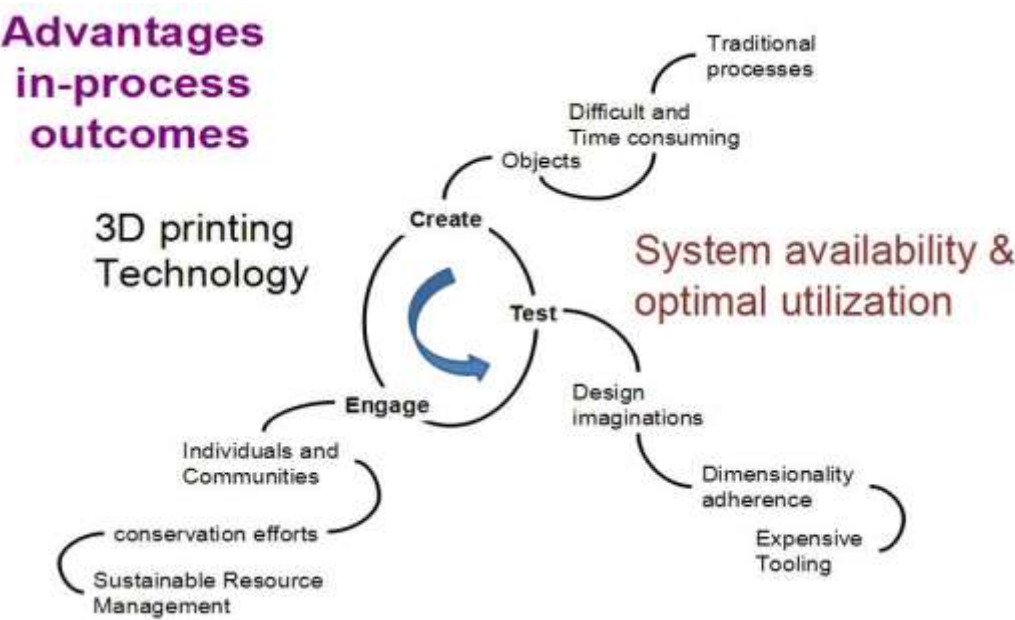 Advantages
in-process
outcomes
Traditional
processes
Difficult and
Time consuming
Objects
Create
3D printing
Technology
System availability &
optimal utilization
Test
Engage
Design
imaginations
Individuals and
Communities
Dimensionality
adherence
conservation efforts
Expensive
Tooling
Sustainable Resource
Management